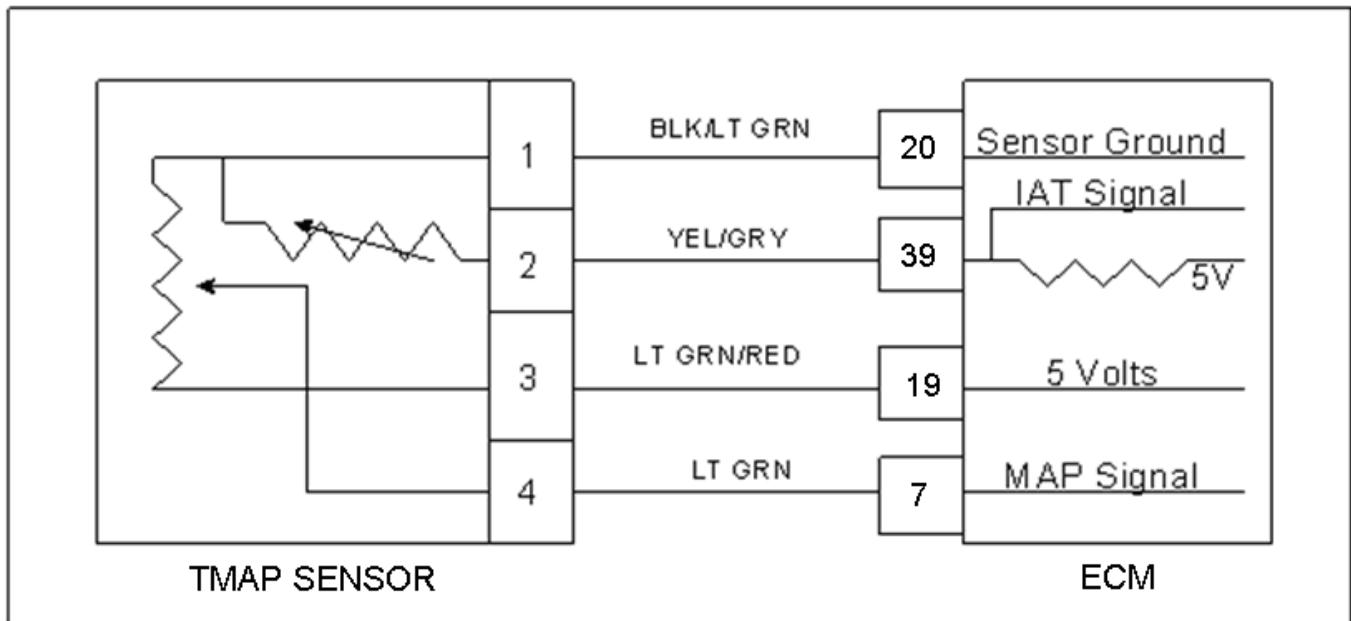 1
BLK/LT GRN
20
Sensor Ground
IAT Signal
2
YEL/GRY
39
5V
3
LT GRN/RED
19
5 Volts
4
LT GRN
7
MAP Signal
TMAP SENSOR
ECM